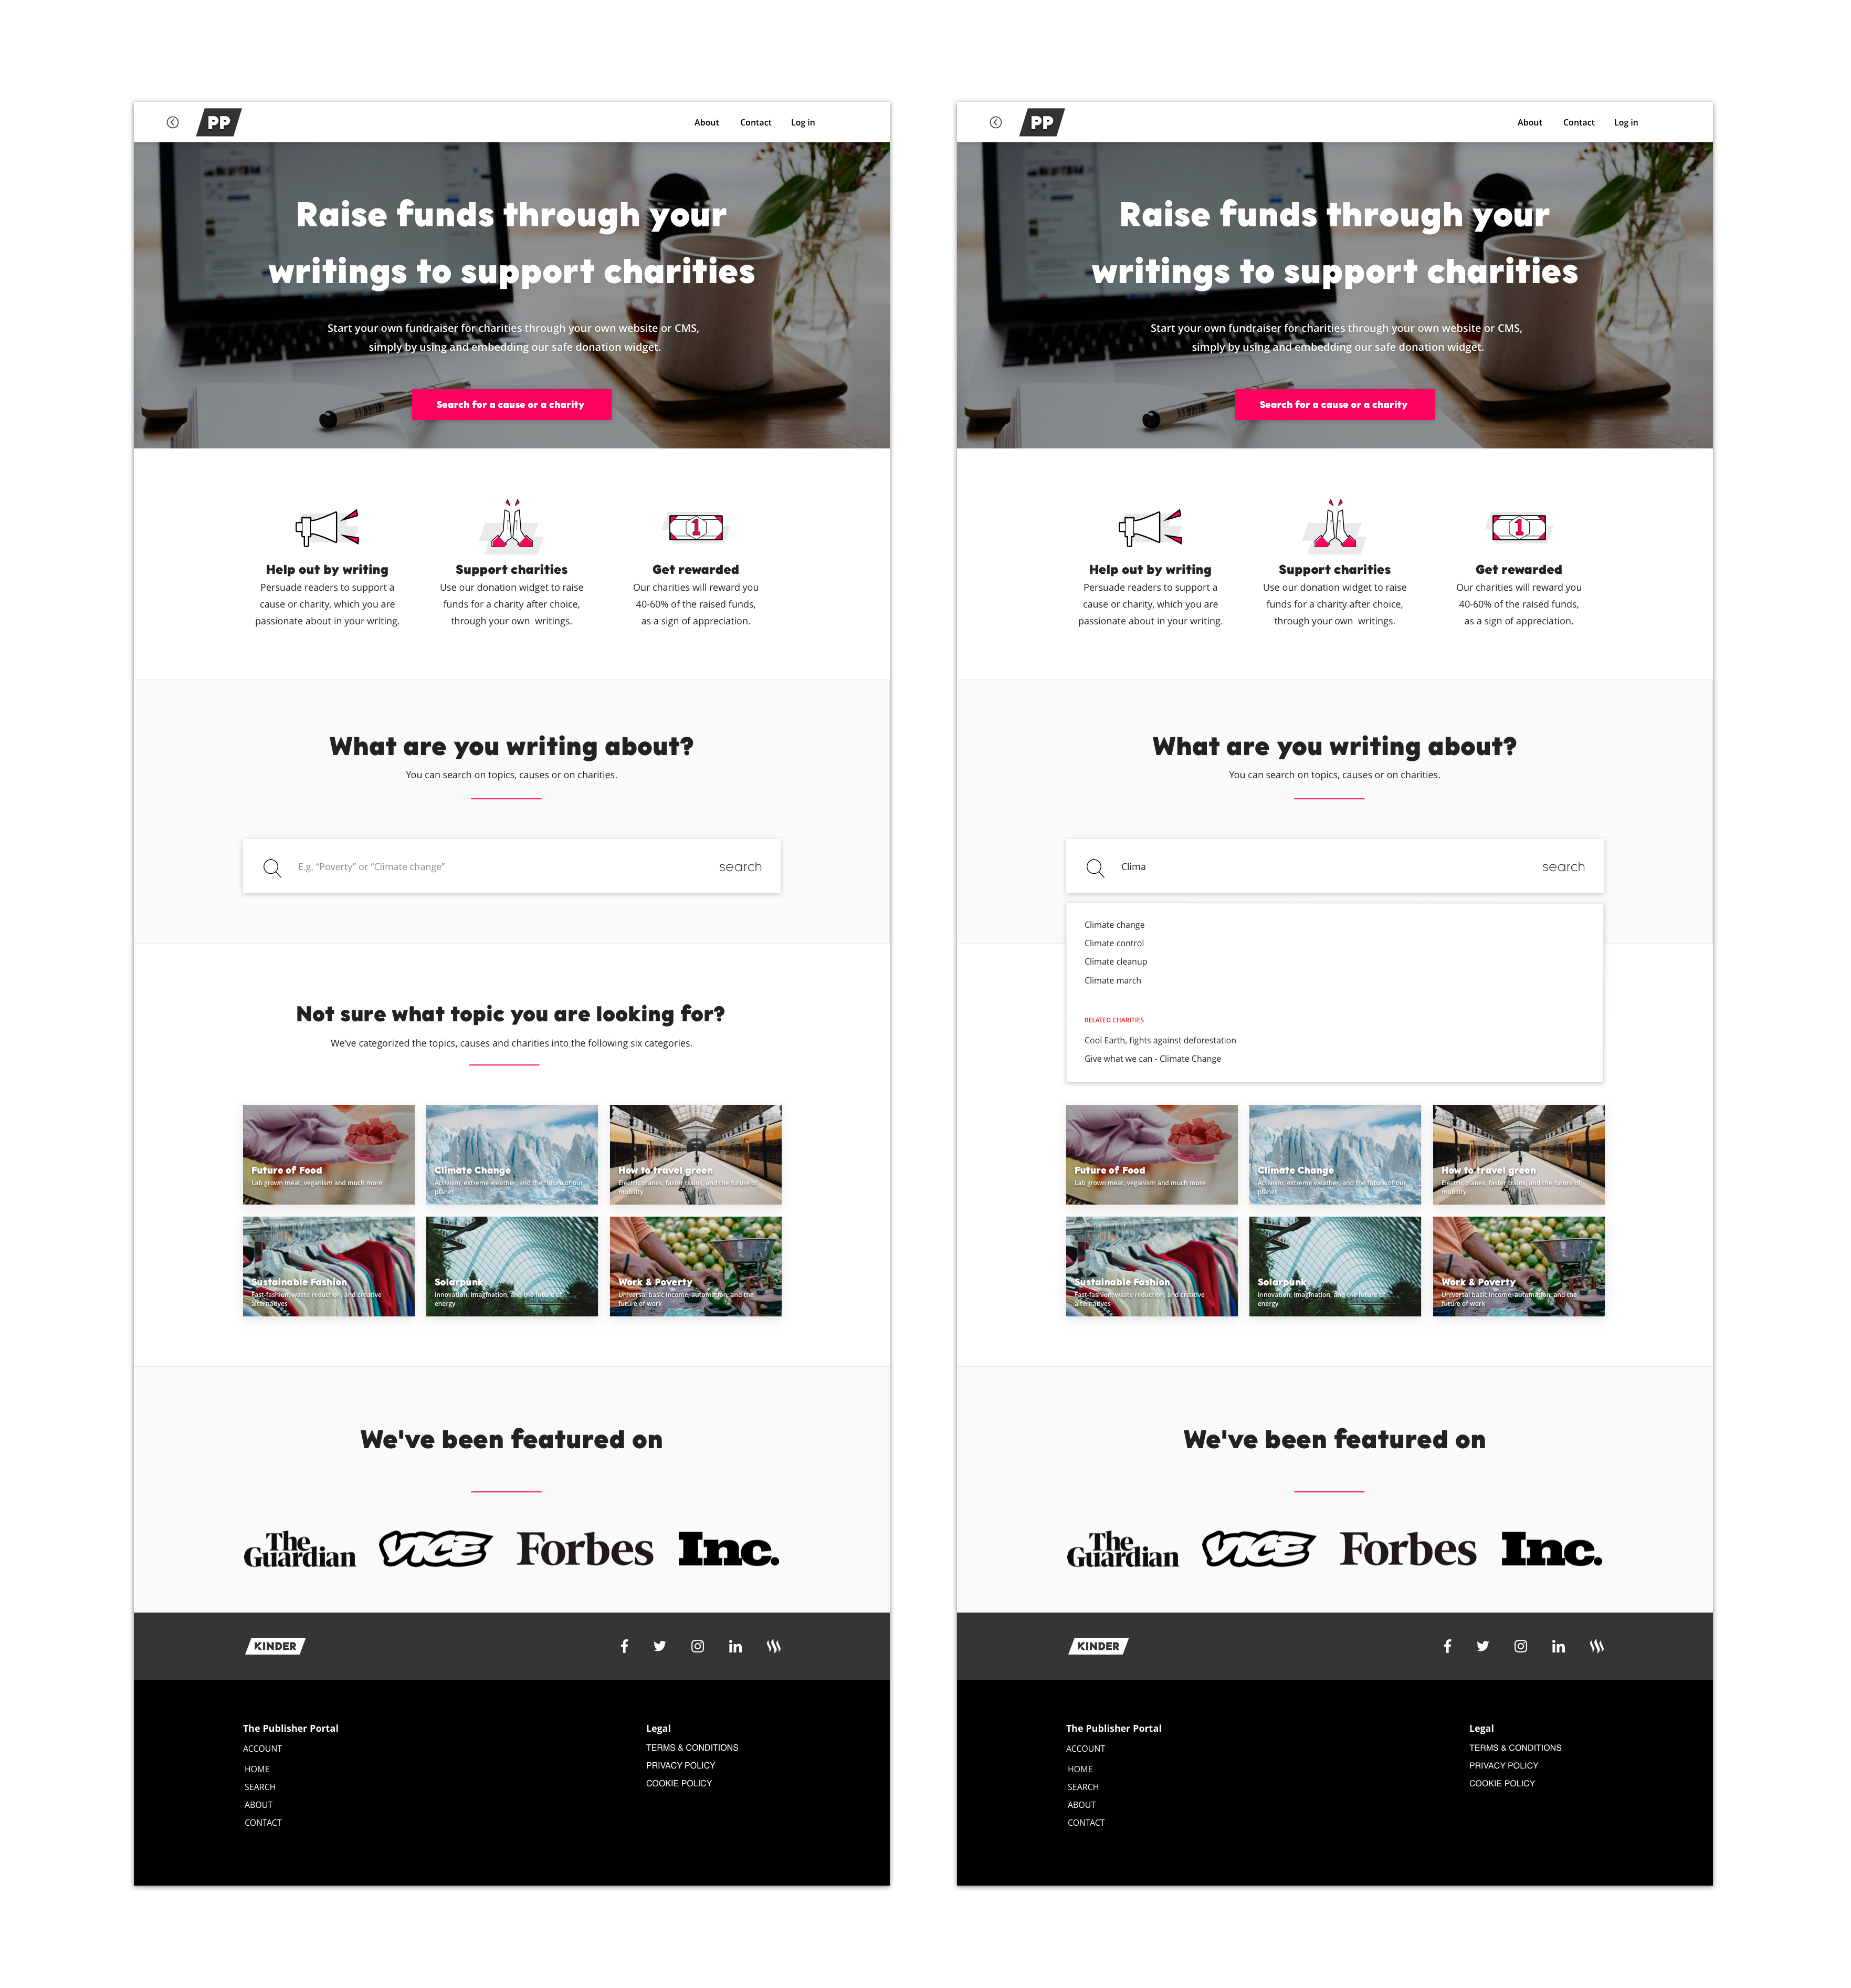 PP
About Contact Log in
Raise funds through your
writings to support charities
Start your own fundraiser for charities through your own website or CMS,
simply by using and embedding our safe donation widget.
Search for a cause or a charity
1
Help out by writing
Persuade readers to support a
cause or charity, which you are
passionate about in your writing.
Support charities
Use our donation widget to raise
funds for a charity after choice,
through your own writings.
Get rewarded
Our charities will reward you
40-60% of the raised funds,
as a sign of appreciation.
What are you writing about?
You can search on topics, causes or on charities.
E.g. “Poverty” or “Climate change”
search
Not sure what topic you are looking for?
We’ve categorized the topics, causes and charities into the following six categories.
Future of Food
Lab grown meat, veganism and much more
Climate Change
Activism, extreme weather, and the future of our
planet
How to travel green
Electric planes, faster trains, and the future of
mobility
Sustainable Fashion
Fast-fashion, waste reduction, and creative
alternatives
Solarpunk
Innovation, imagination, and the future of
energy
Work & Poverty
Universal basic income, automation, and the
future of work
We've been featured on
The
Guardian
VICE
Forbes
Inc.
KINDER
The Publisher Portal
ACCOUNT
HOME
SEARCH
ABOUT
CONTACT
Legal
TERMS & CONDITIONS
PRIVACY POLICY
COOKIE POLICY
PP
About Contact Log in
Raise funds through your
writings to support charities
Start your own fundraiser for charities through your own website or CMS,
simply by using and embedding our safe donation widget.
Search for a cause or a charity
1
Help out by writing
Persuade readers to support a
cause or charity, which you are
passionate about in your writing.
Support charities
Use our donation widget to raise
funds for a charity after choice,
through your own writings.
Get rewarded
Our charities will reward you
40-60% of the raised funds,
as a sign of appreciation.
What are you writing about?
You can search on topics, causes or on charities.
Clima
search
Climate change
Climate control
Climate cleanup
Climate march
RELATED CHARITIES
Cool Earth, fights against deforestation
Give what we can - Climate Change
Future of Food
Lab grown meat, veganism and much more
Climate Change
Activism, extreme weather, and the future of our
planet
How to travel green
Electric planes, faster trains, and the future of
mobility
Sustainable Fashion
Fast-fashion, waste reduction, and creative
alternatives
Solarpunk
Innovation, imagination, and the future of
energy
Work & Poverty
Universal basic income, automation, and the
future of work
We've been featured on
The
Guardian
VICE
Forbes
Inc.
KINDER
The Publisher Portal
ACCOUNT
HOME
SEARCH
ABOUT
CONTACT
Legal
TERMS & CONDITIONS
PRIVACY POLICY
COOKIE POLICY